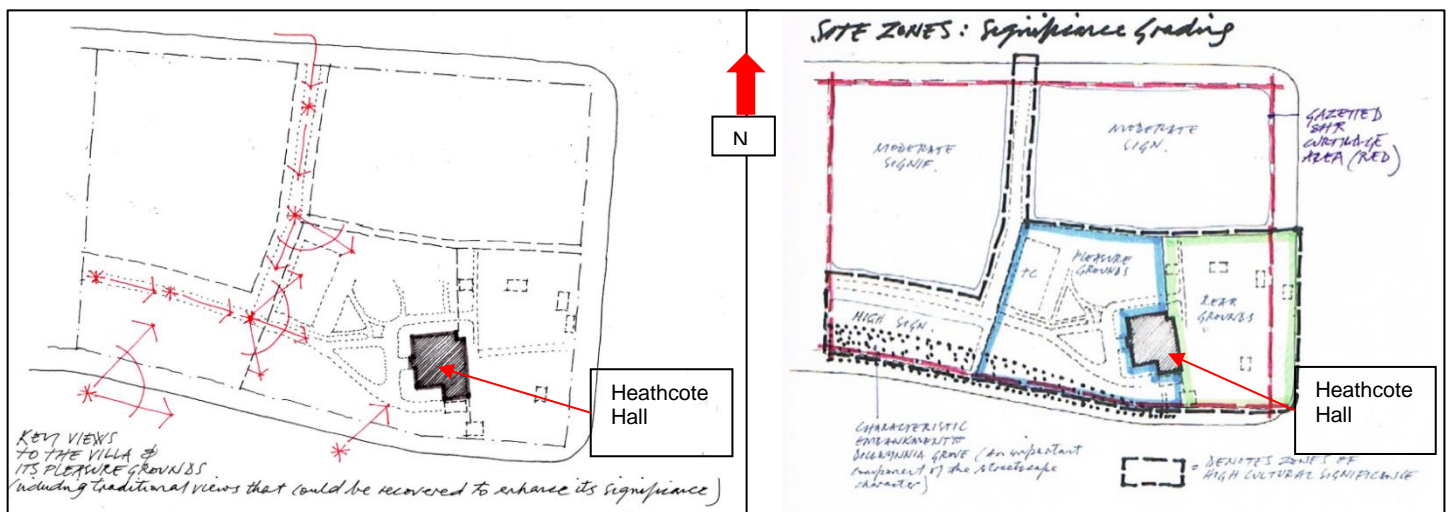 KEY VIEWS
TO THE VILLA &
ITS PLEASURE GROUNDS
(including traditional views that could be recovered to enhance its significance)
Heathcote
Hall
N
SITE ZONES: Significance Grading
MODERATE
SIGNIF.
MODERATE
SIGN.
GAZETTED
SHR
CURTILAGE
AREA (RED)
TC
PLEASURE
GROUNDS
REAR
GROUNDS
HIGH SIGN.
Heathcote
Hall
CHARACTERISTIC
EMBANKMENT &
GROVE (an important
component of the streetscape
character)
= DENOTES ZONES OF
HIGH CULTURAL SIGNIFICANCE